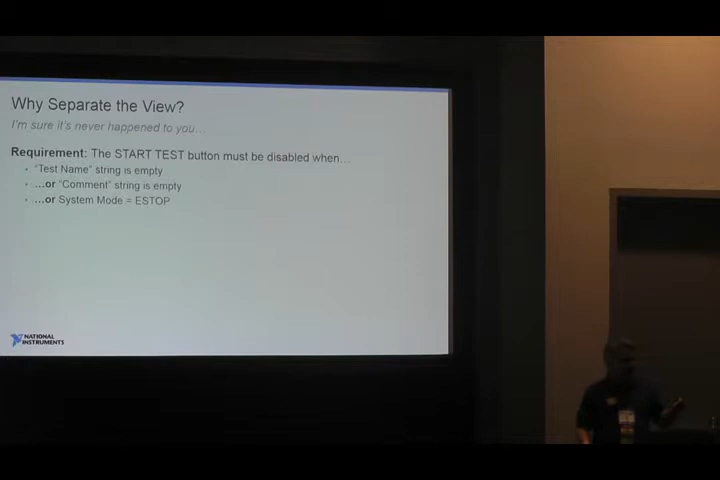 Why Separate the View?
I'm sure it's never happened to you…
Requirement: The START TEST button must be disabled when…
"Test Name" string is empty
…or "Comment" string is empty
…or System Mode = ESTOP
NATIONAL
INSTRUMENTS